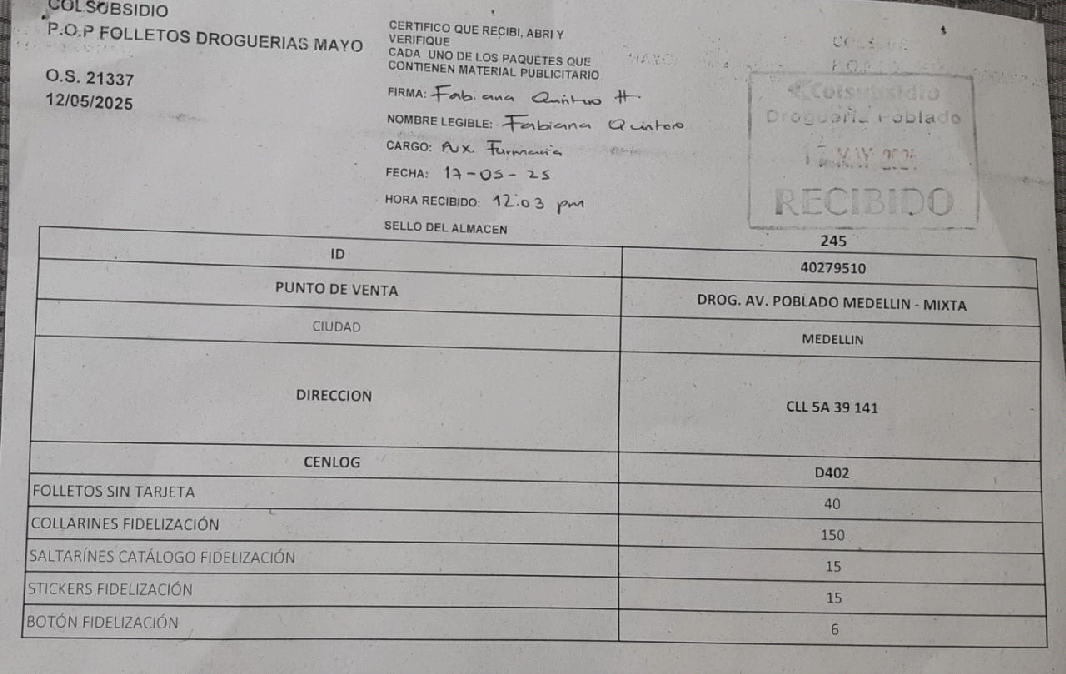 COLSUBSIDIO
P.O.P FOLLETOS DROGUERIAS MAYO
O.S. 21337
12/05/2025
CERTIFICO QUE RECIBI, ABRI Y
VERIFIQUE
CADA UNO DE LOS PAQUETES QUE
CONTIENEN MATERIAL PUBLICITARIO
FIRMA: Fabiana Quintero H.
NOMBRE LEGIBLE: Fabiana Quintero
CARGO: Aux. Farmacia
FECHA: 17-05-25
HORA RECIBIDO: 12:03 pm
SELLO DEL ALMACEN
Colsubsidio
Droguería Poblado
MAY
RECIBIDO
245
ID 40279510
PUNTO DE VENTA DROG. AV. POBLADO MEDELLIN - MIXTA
CIUDAD MEDELLIN
DIRECCION CLL 5A 39 141
CENLOG D402
FOLLETOS SIN TARJETA 40
COLLARINES FIDELIZACIÓN 150
SALTARÍNES CATÁLOGO FIDELIZACIÓN 15
STICKERS FIDELIZACIÓN 15
BOTÓN FIDELIZACIÓN 6